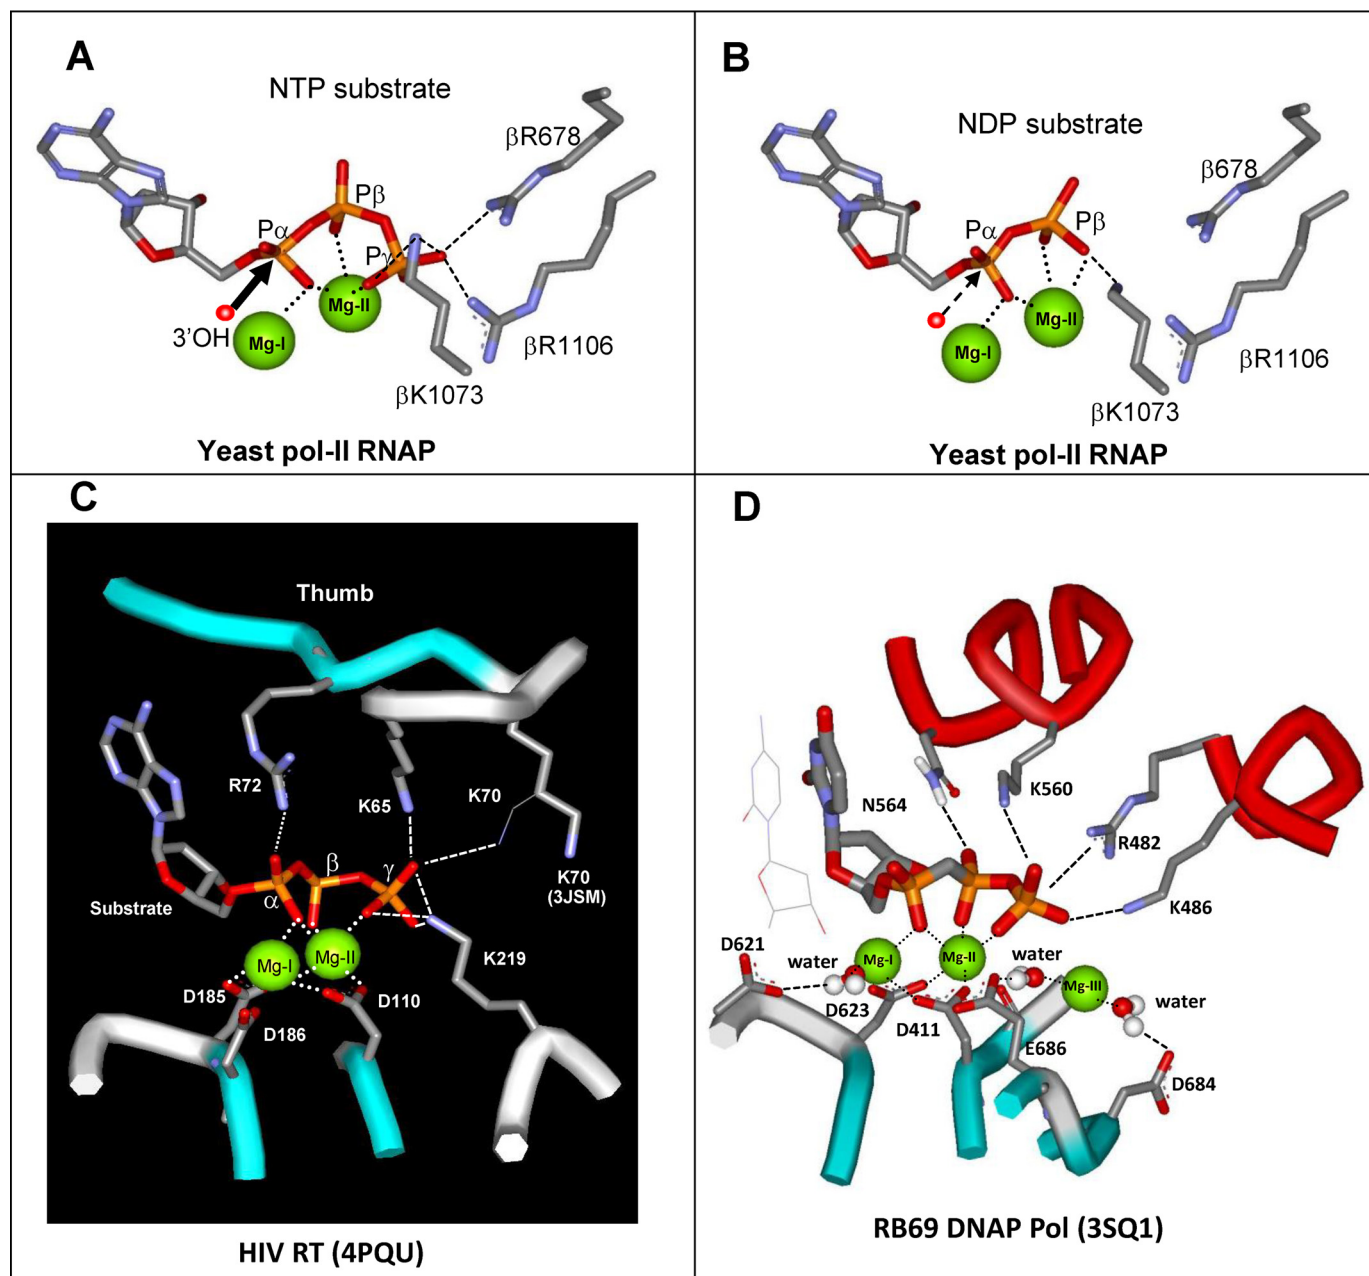 A
NTP substrate
βR678
Pβ
Pα
Pγ
Mg-II
3'OH
Mg-I
βR1106
βK1073
Yeast pol-II RNAP
B
NDP substrate
β678
Pα
Pβ
Mg-II
Mg-I
βR1106
βK1073
Yeast pol-II RNAP
C
Thumb
R72
K65
K70
β
γ
α
K70
(3JSM)
Substrate
Mg-I
Mg-II
K219
D185
D110
D186
HIV RT (4PQU)
D
K560
N564
R482
K486
D621
water
Mg-I
Mg-II
water
Mg-III
water
D623
D411
E686
D684
RB69 DNAP Pol (3SQ1)